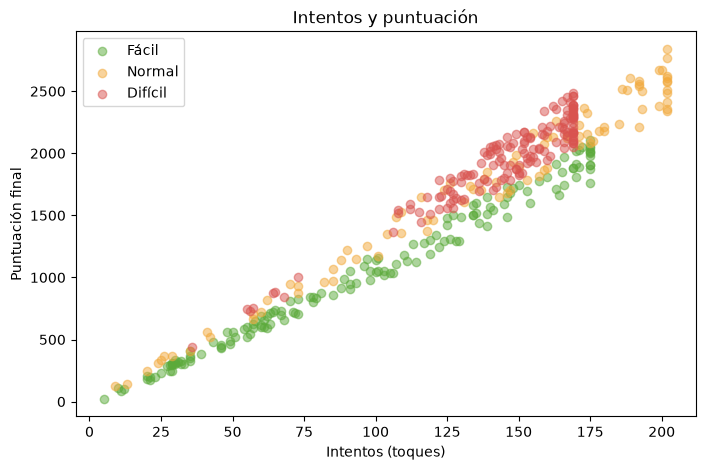 Intentos y puntuación
Fácil
Normal
Difícil
Puntuación final
2500
2000
1500
1000
500
0
0
25
50
75
100
125
150
175
200
Intentos (toques)